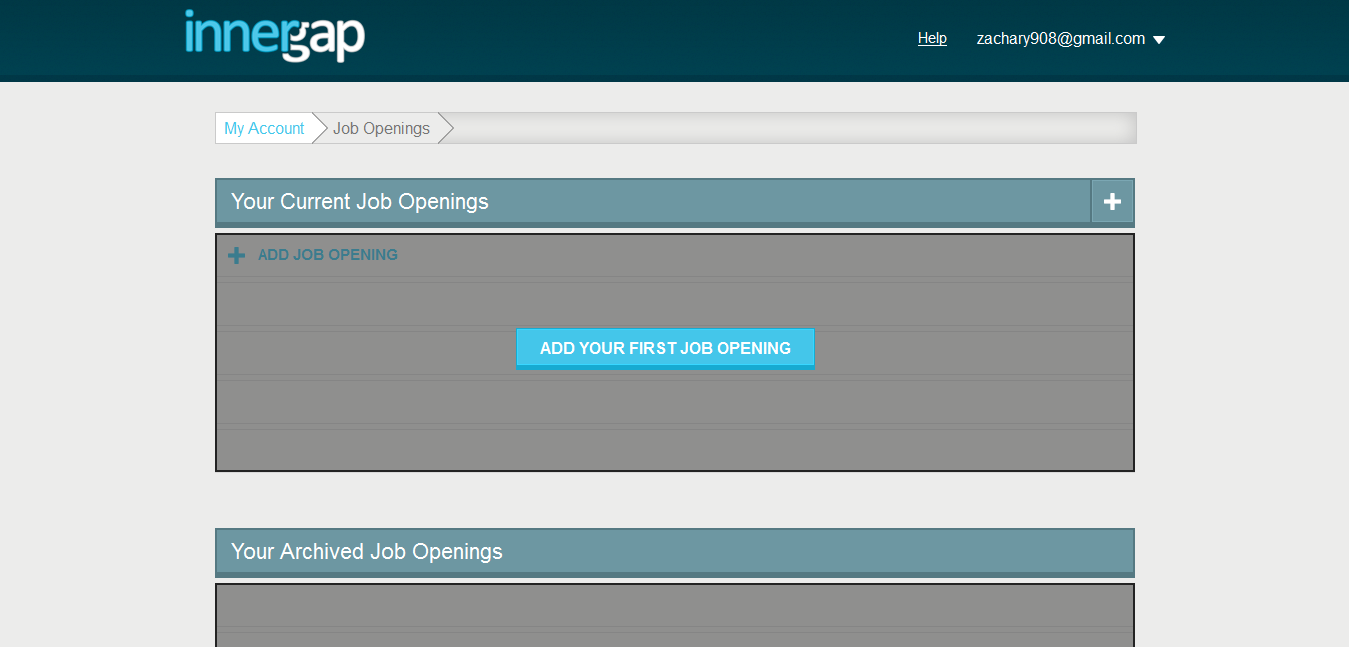 innergap
Help
zachary908@gmail.com
My Account
Job Openings
Your Current Job Openings
ADD JOB OPENING
ADD YOUR FIRST JOB OPENING
Your Archived Job Openings